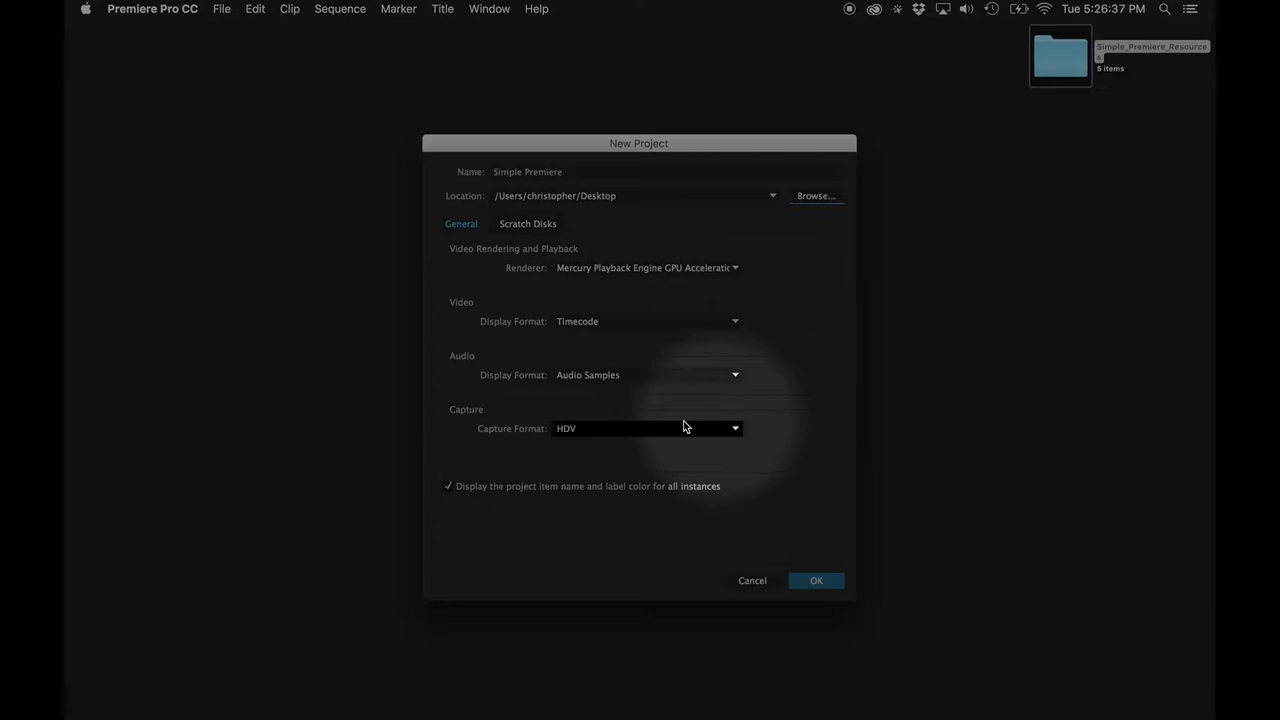 Premiere Pro CC File Edit Clip Sequence Marker Title Window Help Tue 5:26:37 PM
Simple_Premiere_Resource
s
5 items
New Project
Name: Simple Premiere
Location: /Users/christopher/Desktop Browse...
General Scratch Disks
Video Rendering and Playback
Renderer: Mercury Playback Engine GPU Acceleratic
Video
Display Format: Timecode
Audio
Display Format: Audio Samples
Capture
Capture Format: HDV
Display the project item name and label color for all instances
Cancel OK